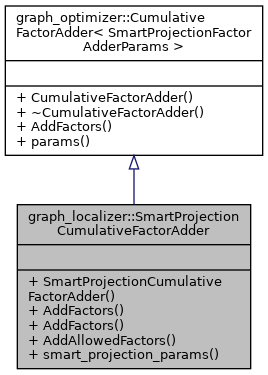 graph_optimizer::Cumulative
FactorAdder< SmartProjectionFactor
AdderParams >
+ CumulativeFactorAdder()
+ ~CumulativeFactorAdder()
+ AddFactors()
+ params()
graph_localizer::SmartProjection
CumulativeFactorAdder
+ SmartProjectionCumulative
FactorAdder()
+ AddFactors()
+ AddFactors()
+ AddAllowedFactors()
+ smart_projection_params()